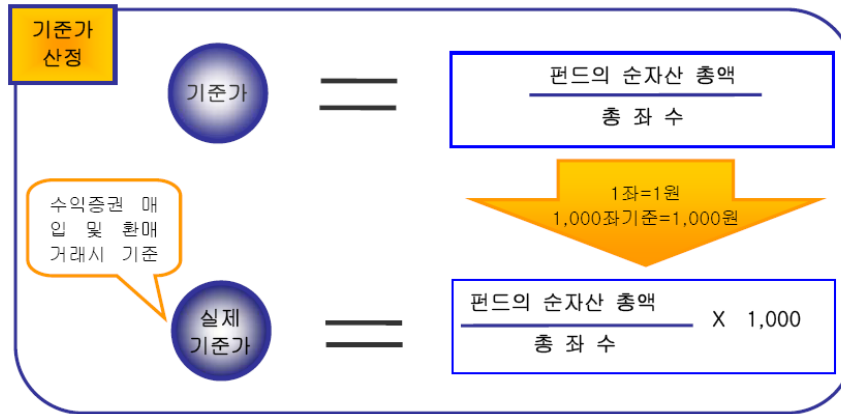 기준가
산정
기준가
펀드의 순자산 총액
총 좌 수
1좌=1원
1,000좌기준=1,000원
수익증권 매
입 및 환매
거래시 기준
실제
기준가
펀드의 순자산 총액
X 1,000
총 좌 수